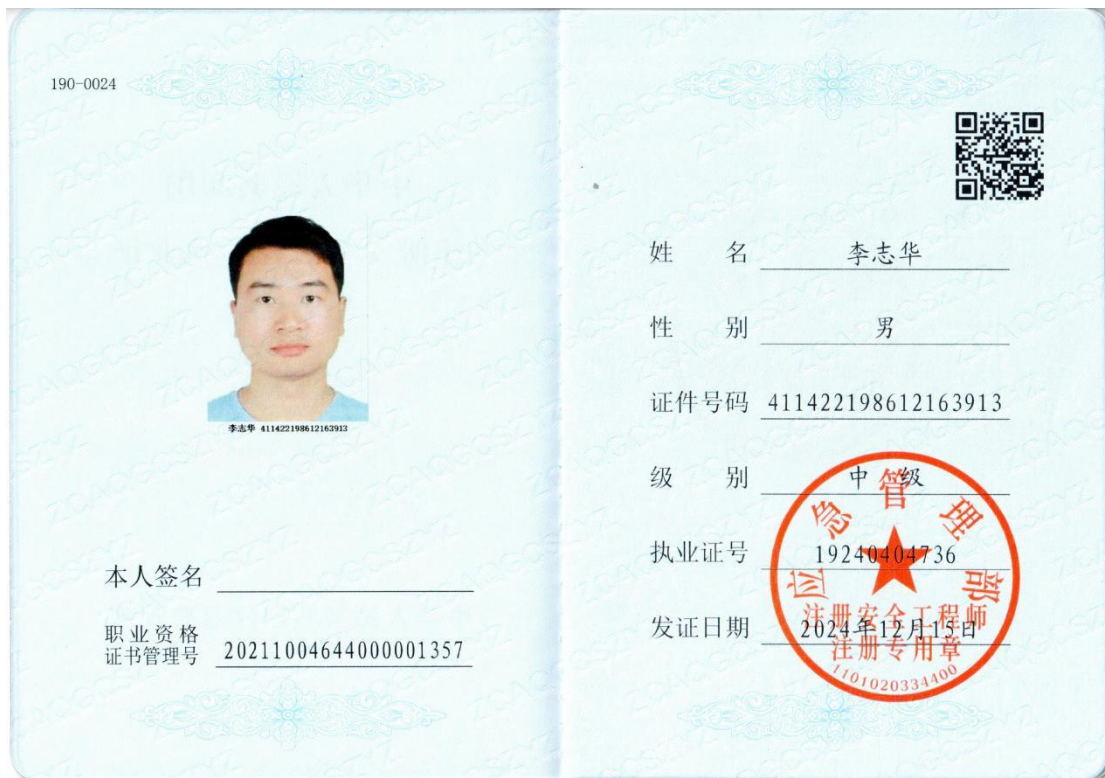 190-0024
李志华 411422198612163913
本人签名
职业资格
证书管理号 20211004644000001357
姓 名 李志华
性 别 男
证件号码 411422198612163913
级 别 中 级
执业证号 19240404736
发证日期 2024年12月15日
应急管理部
注册安全工程师
注册专用章
1101020334400
ZCAQGCSZ